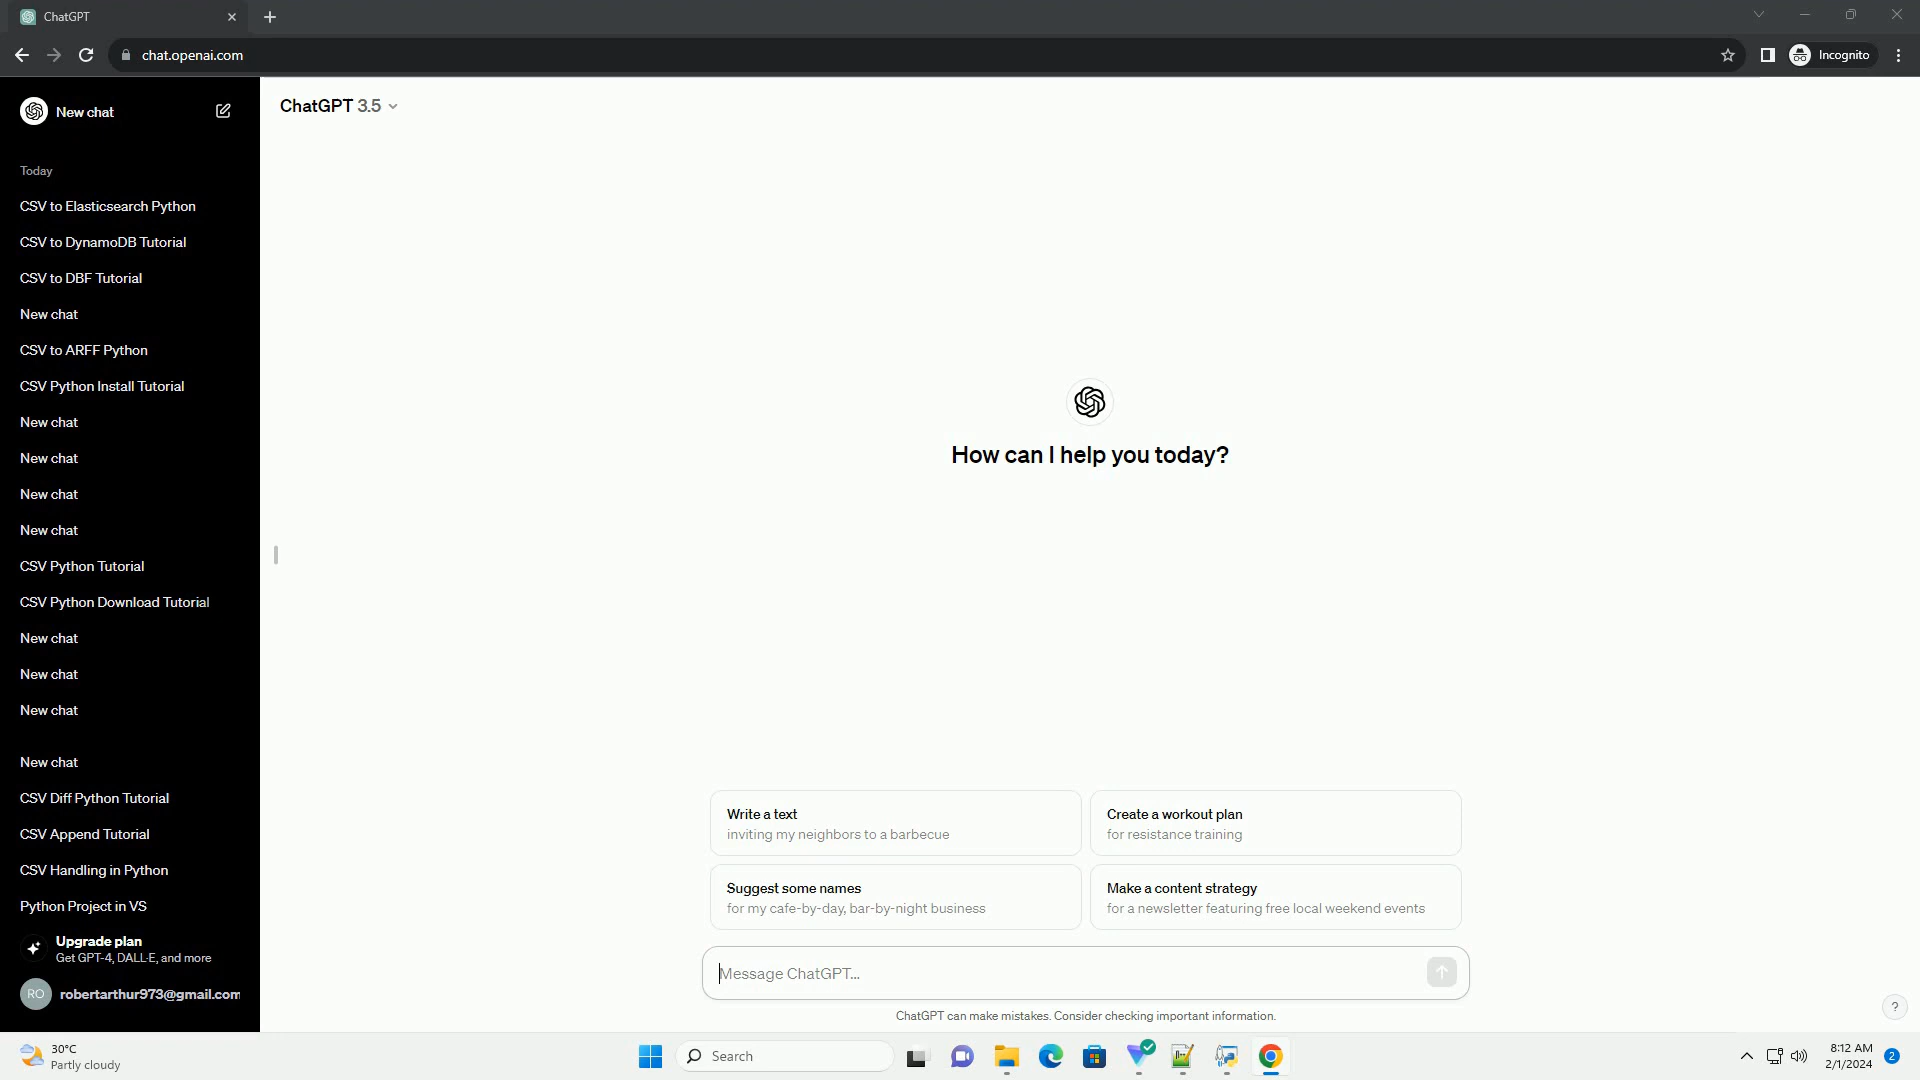 ChatGPT
chat.openai.com
Incognito
New chat
Today
CSV to Elasticsearch Python
CSV to DynamoDB Tutorial
CSV to DBF Tutorial
New chat
CSV to ARFF Python
CSV Python Install Tutorial
New chat
New chat
New chat
New chat
CSV Python Tutorial
CSV Python Download Tutorial
New chat
New chat
New chat
New chat
CSV Diff Python Tutorial
CSV Append Tutorial
CSV Handling in Python
Python Project in VS
Upgrade plan
Get GPT-4, DALL·E, and more
RO
robertarthur973@gmail.com
ChatGPT 3.5
How can I help you today?
Write a text
inviting my neighbors to a barbecue
Create a workout plan
for resistance training
Suggest some names
for my cafe-by-day, bar-by-night business
Make a content strategy
for a newsletter featuring free local weekend events
Message ChatGPT...
ChatGPT can make mistakes. Consider checking important information.
?
30°C
Partly cloudy
Search
8:12 AM
2/1/2024
2